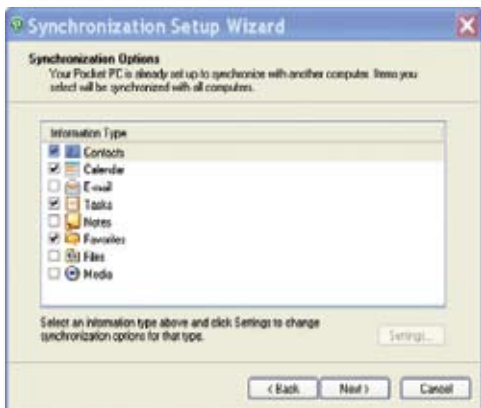 Synchronization Setup Wizard
Synchronization Options
Your Pocket PC is already set up to synchronize with another computer. Items you
select will be synchronized with all computers.
Information Type
Contacts
Calendar
E-mail
Tasks
Notes
Favorites
Files
Media
Select an information type above and click Settings to change
synchronization options for that type.
Settings...
< Back
Next >
Cancel